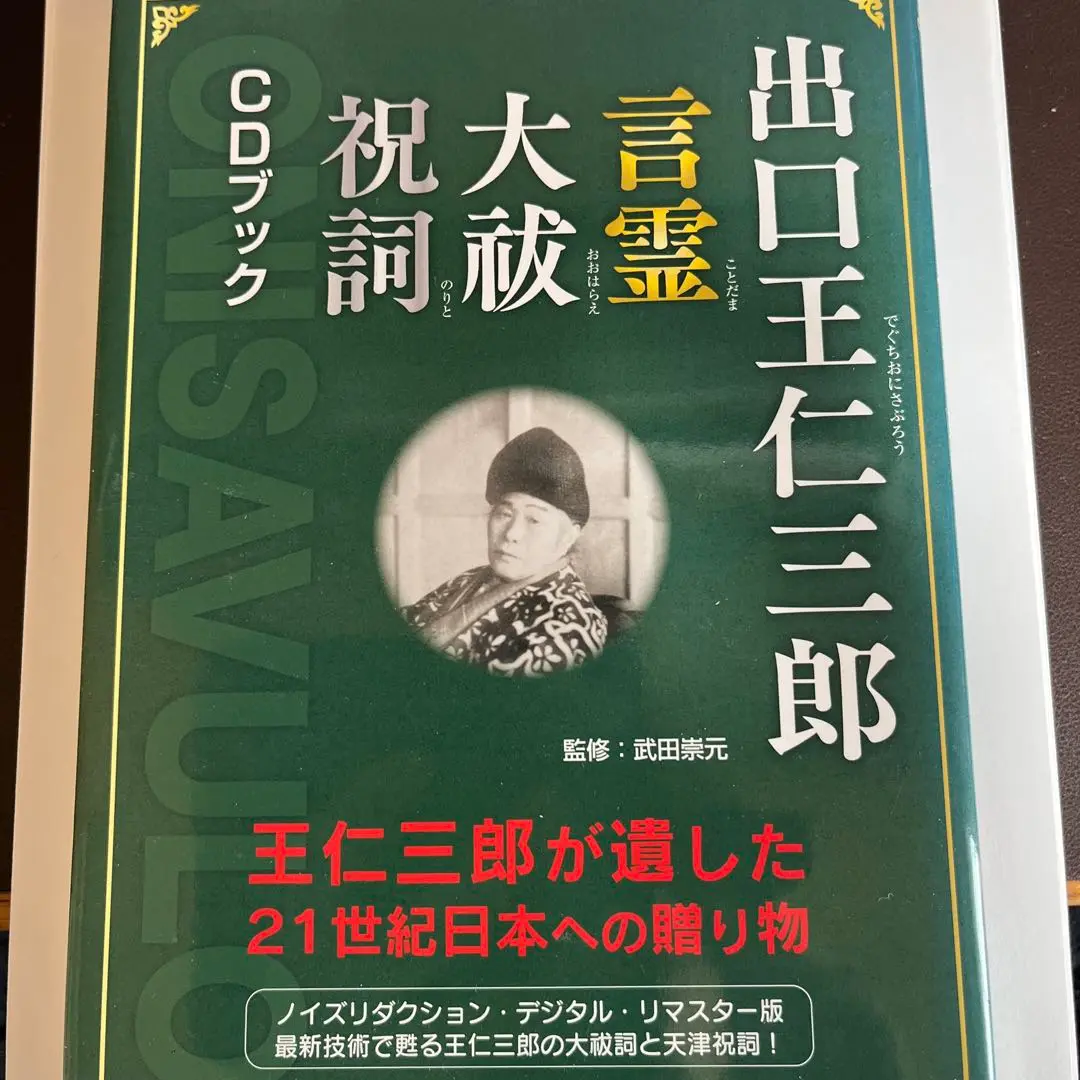 出口王仁三郎
でぐちおにさぶろう
言霊
ことだま
大祓
おおはらえ
祝詞
のりと
CDブック
ONISAVULO
監修：武田崇元
王仁三郎が遺した
21世紀日本への贈り物
ノイズリダクション・デジタル・リマスター版
最新技術で甦る王仁三郎の大祓詞と天津祝詞！